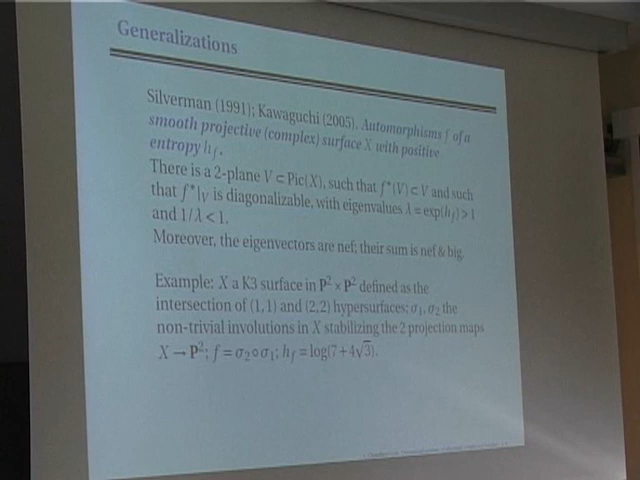 Generalizations
Silverman (1991); Kawaguchi (2005). Automorphisms f of a
smooth projective (complex) surface X with positive
entropy h_f.
There is a 2-plane V ⊂ Pic(X), such that f*(V) ⊂ V and such
that f*|_V is diagonalizable, with eigenvalues λ = exp(h_f) > 1
and 1/λ < 1.
Moreover, the eigenvectors are nef; their sum is nef & big.
Example: X a K3 surface in P² × P² defined as the
intersection of (1,1) and (2,2) hypersurfaces; σ₁, σ₂ the
non-trivial involutions in X stabilizing the 2 projection maps
X → P²; f = σ₂∘σ₁; h_f = log(7 + 4√3).